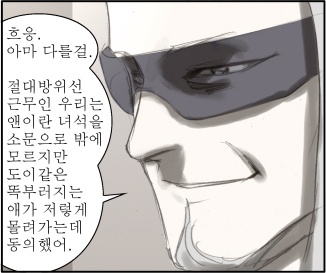 흐응.
아마 다를걸.
절대방위선
근무인 우리는
앤이란 녀석을
소문으로 밖에
모르지만
도이같은
똑부러지는
애가 저렇게
몰려가는데
동의했어.